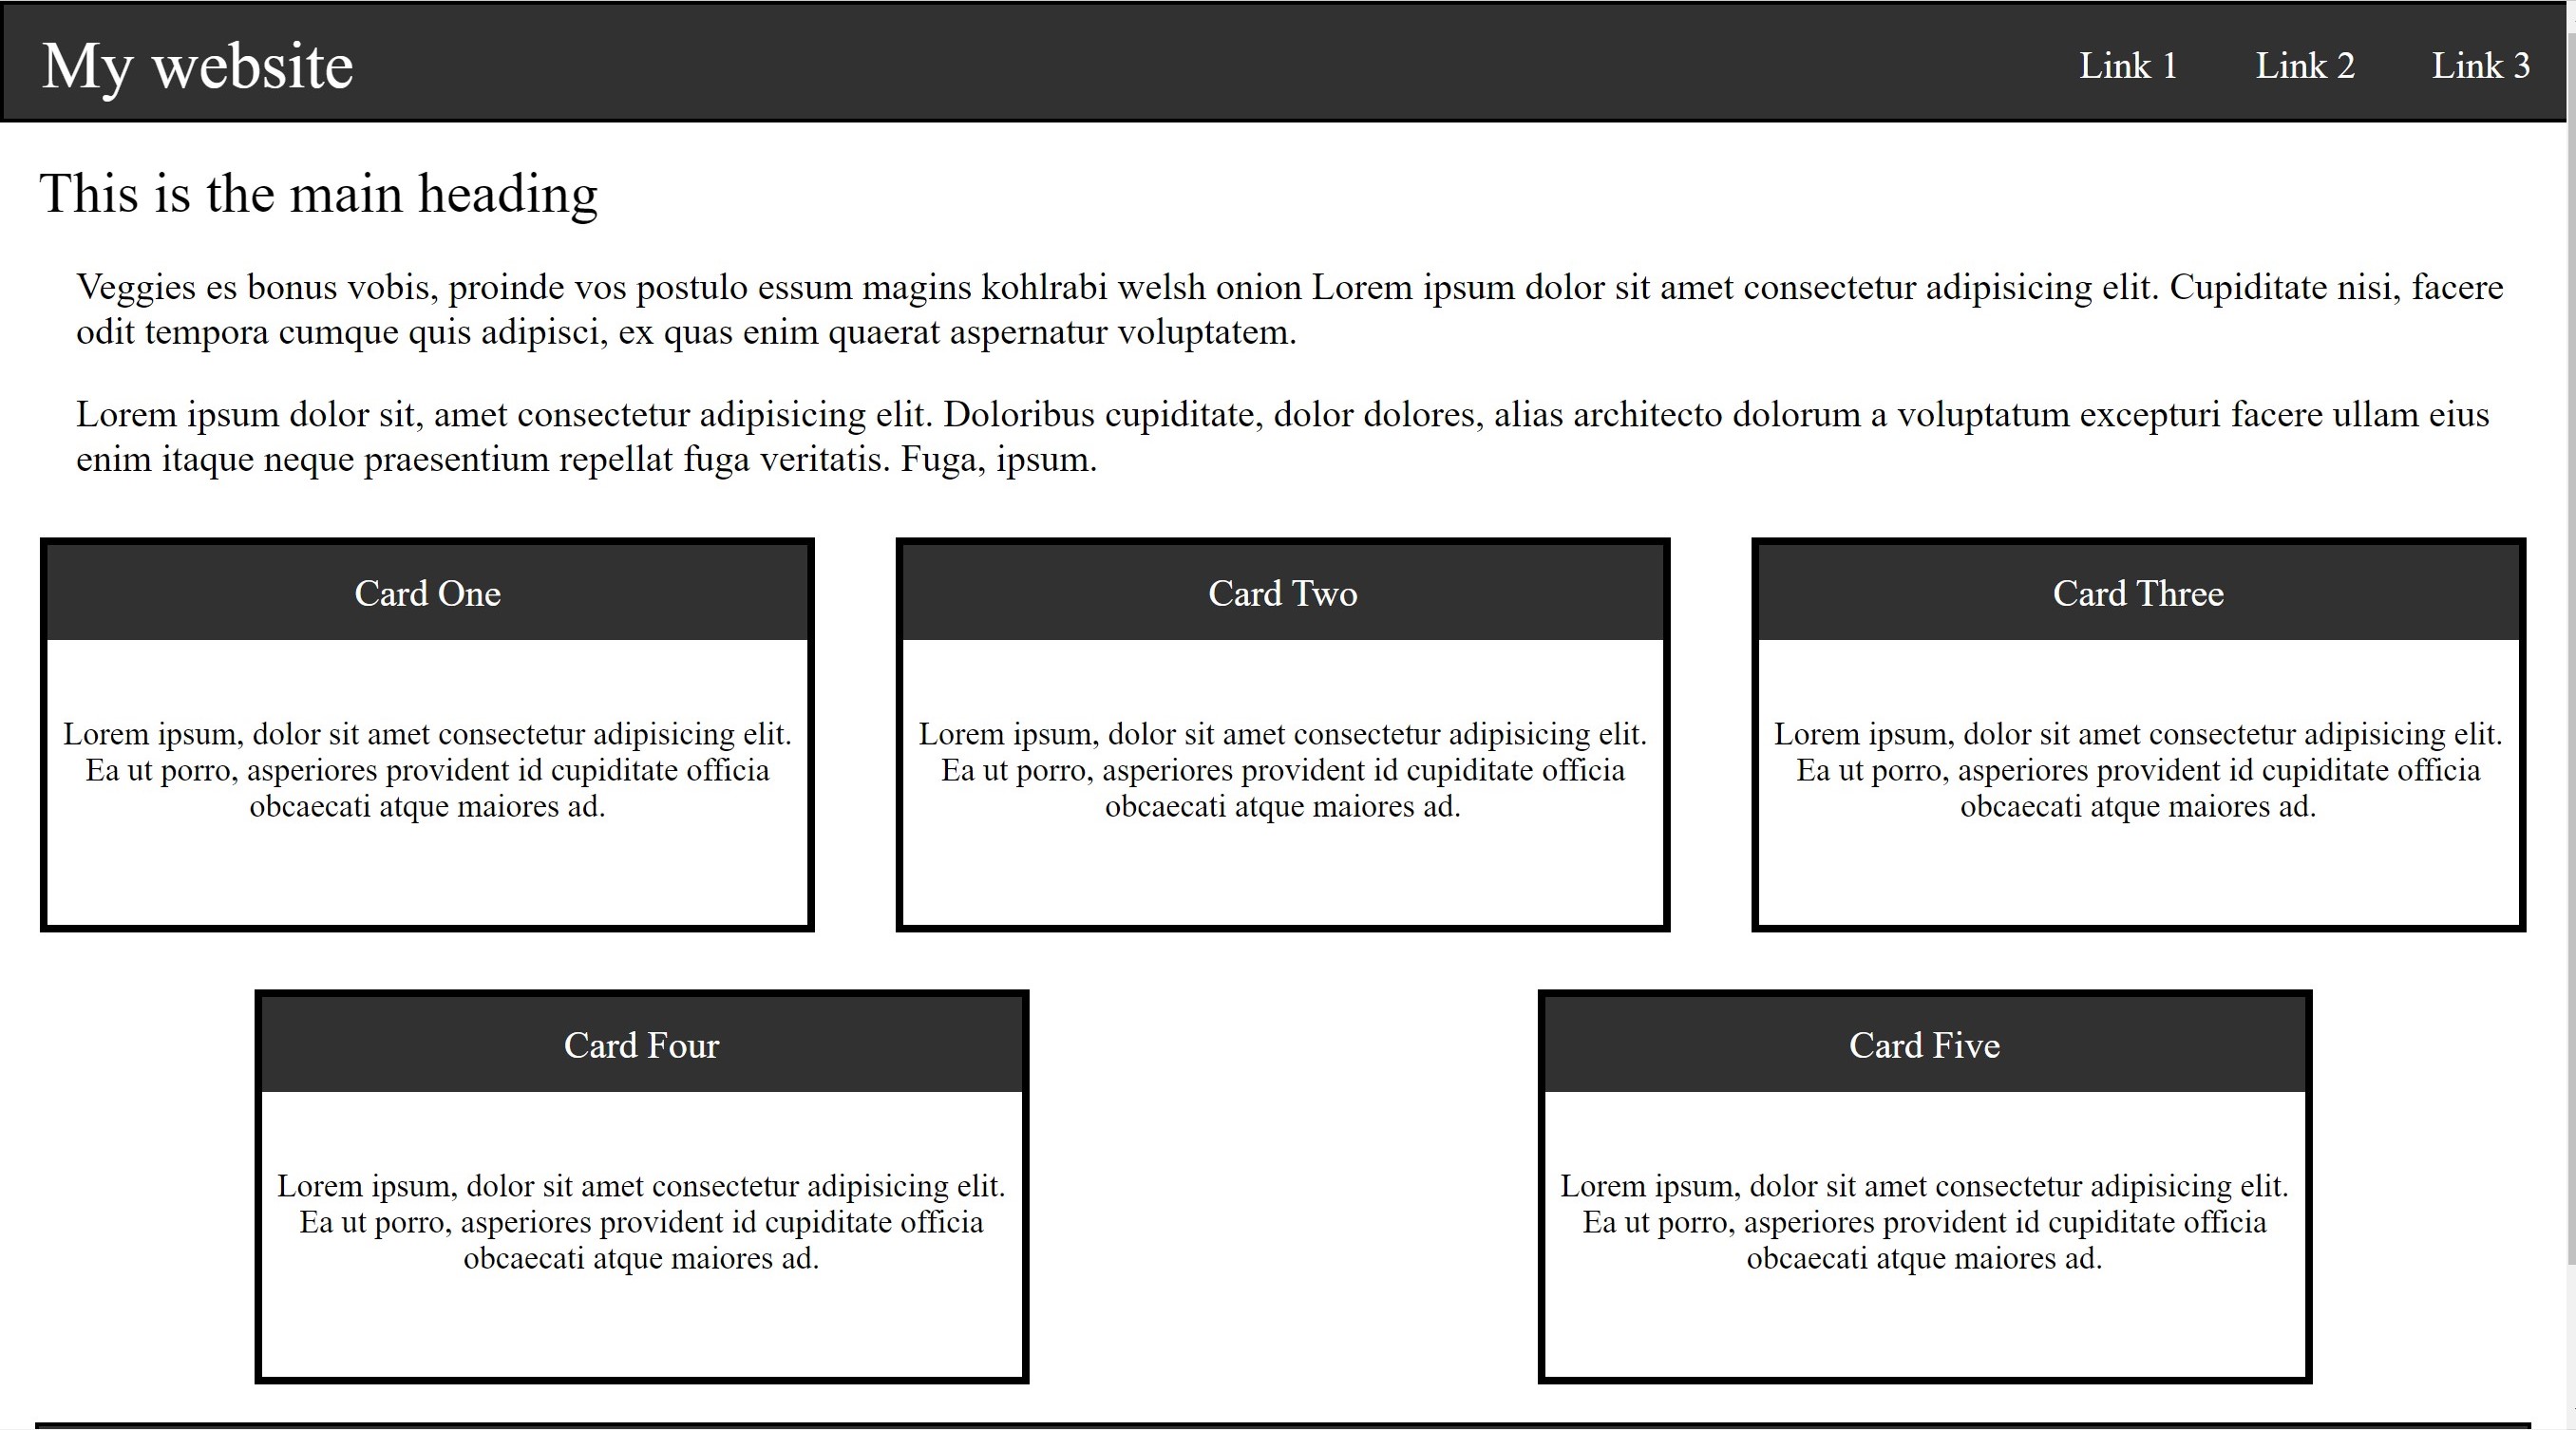 My website
Link 1
Link 2
Link 3
This is the main heading
Veggies es bonus vobis, proinde vos postulo essum magins kohlrabi welsh onion Lorem ipsum dolor sit amet consectetur adipisicing elit. Cupiditate nisi, facere
odit tempora cumque quis adipisci, ex quas enim quaerat aspernatur voluptatem.
Lorem ipsum dolor sit, amet consectetur adipisicing elit. Doloribus cupiditate, dolor dolores, alias architecto dolorum a voluptatum excepturi facere ullam eius
enim itaque neque praesentium repellat fuga veritatis. Fuga, ipsum.
Card One
Lorem ipsum, dolor sit amet consectetur adipisicing elit.
Ea ut porro, asperiores provident id cupiditate officia
obcaecati atque maiores ad.
Card Two
Lorem ipsum, dolor sit amet consectetur adipisicing elit.
Ea ut porro, asperiores provident id cupiditate officia
obcaecati atque maiores ad.
Card Three
Lorem ipsum, dolor sit amet consectetur adipisicing elit.
Ea ut porro, asperiores provident id cupiditate officia
obcaecati atque maiores ad.
Card Four
Lorem ipsum, dolor sit amet consectetur adipisicing elit.
Ea ut porro, asperiores provident id cupiditate officia
obcaecati atque maiores ad.
Card Five
Lorem ipsum, dolor sit amet consectetur adipisicing elit.
Ea ut porro, asperiores provident id cupiditate officia
obcaecati atque maiores ad.